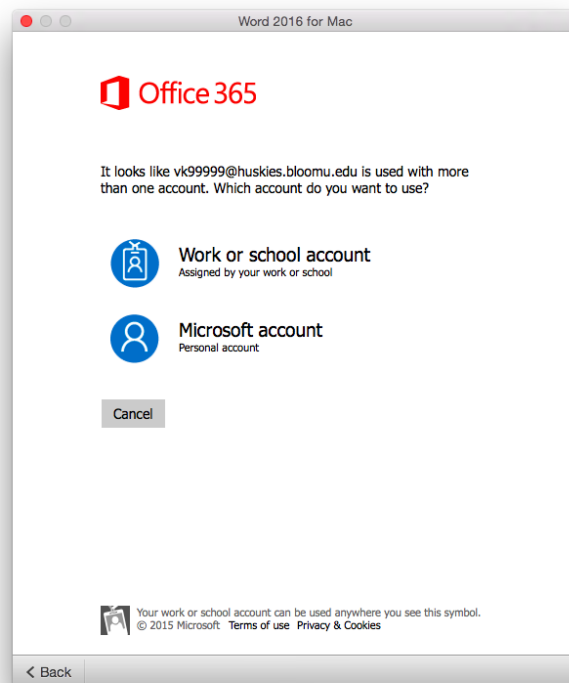 Word 2016 for Mac
Office 365
It looks like vk99999@huskies.bloomu.edu is used with more
than one account. Which account do you want to use?
Work or school account
Assigned by your work or school
Microsoft account
Personal account
Cancel
Your work or school account can be used anywhere you see this symbol.
© 2015 Microsoft Terms of use Privacy & Cookies
Back